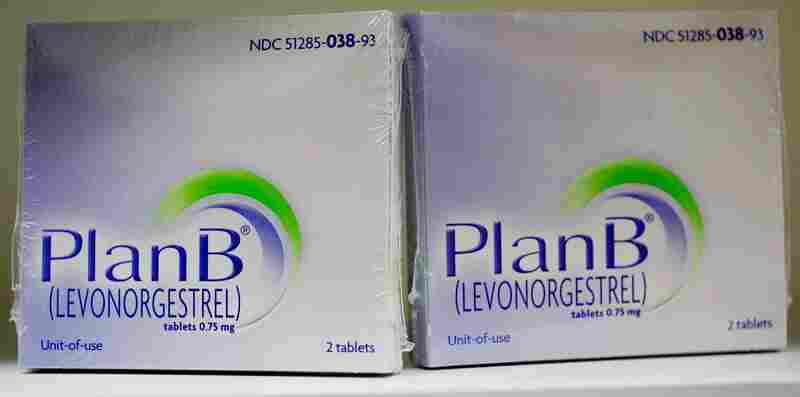 NDC 51285-038-93
PlanB®
(LEVONORGESTREL)
tablets 0.75 mg
Unit-of-use
2 tablets
NDC 51285-038-93
PlanB®
(LEVONORGESTREL)
tablets 0.75 mg
Unit-of-use
2 tablets